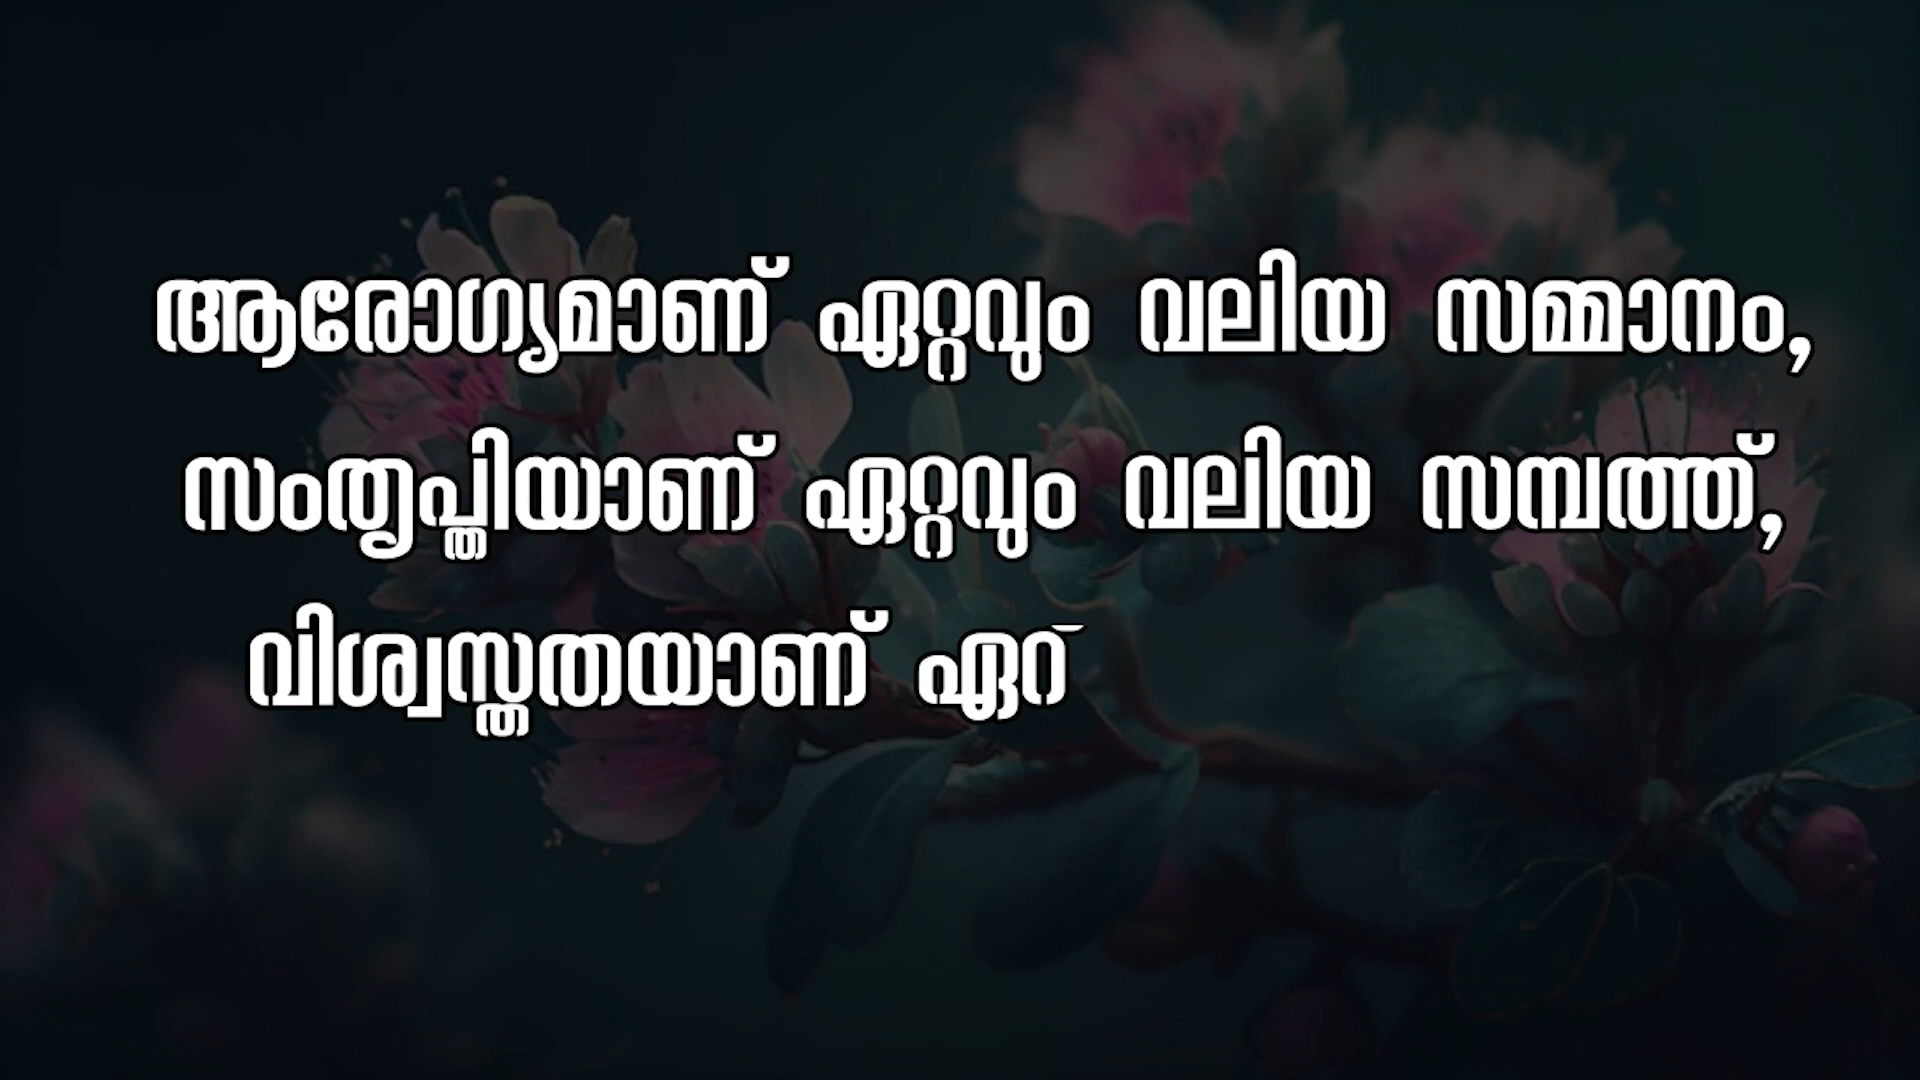 ആരോഗ്യമാണ് ഏറ്റവും വലിയ സമ്മാനം,
സംതൃപ്തിയാണ് ഏറ്റവും വലിയ സമ്പത്ത്,
വിശ്വസ്തതയാണ് ഏറ്